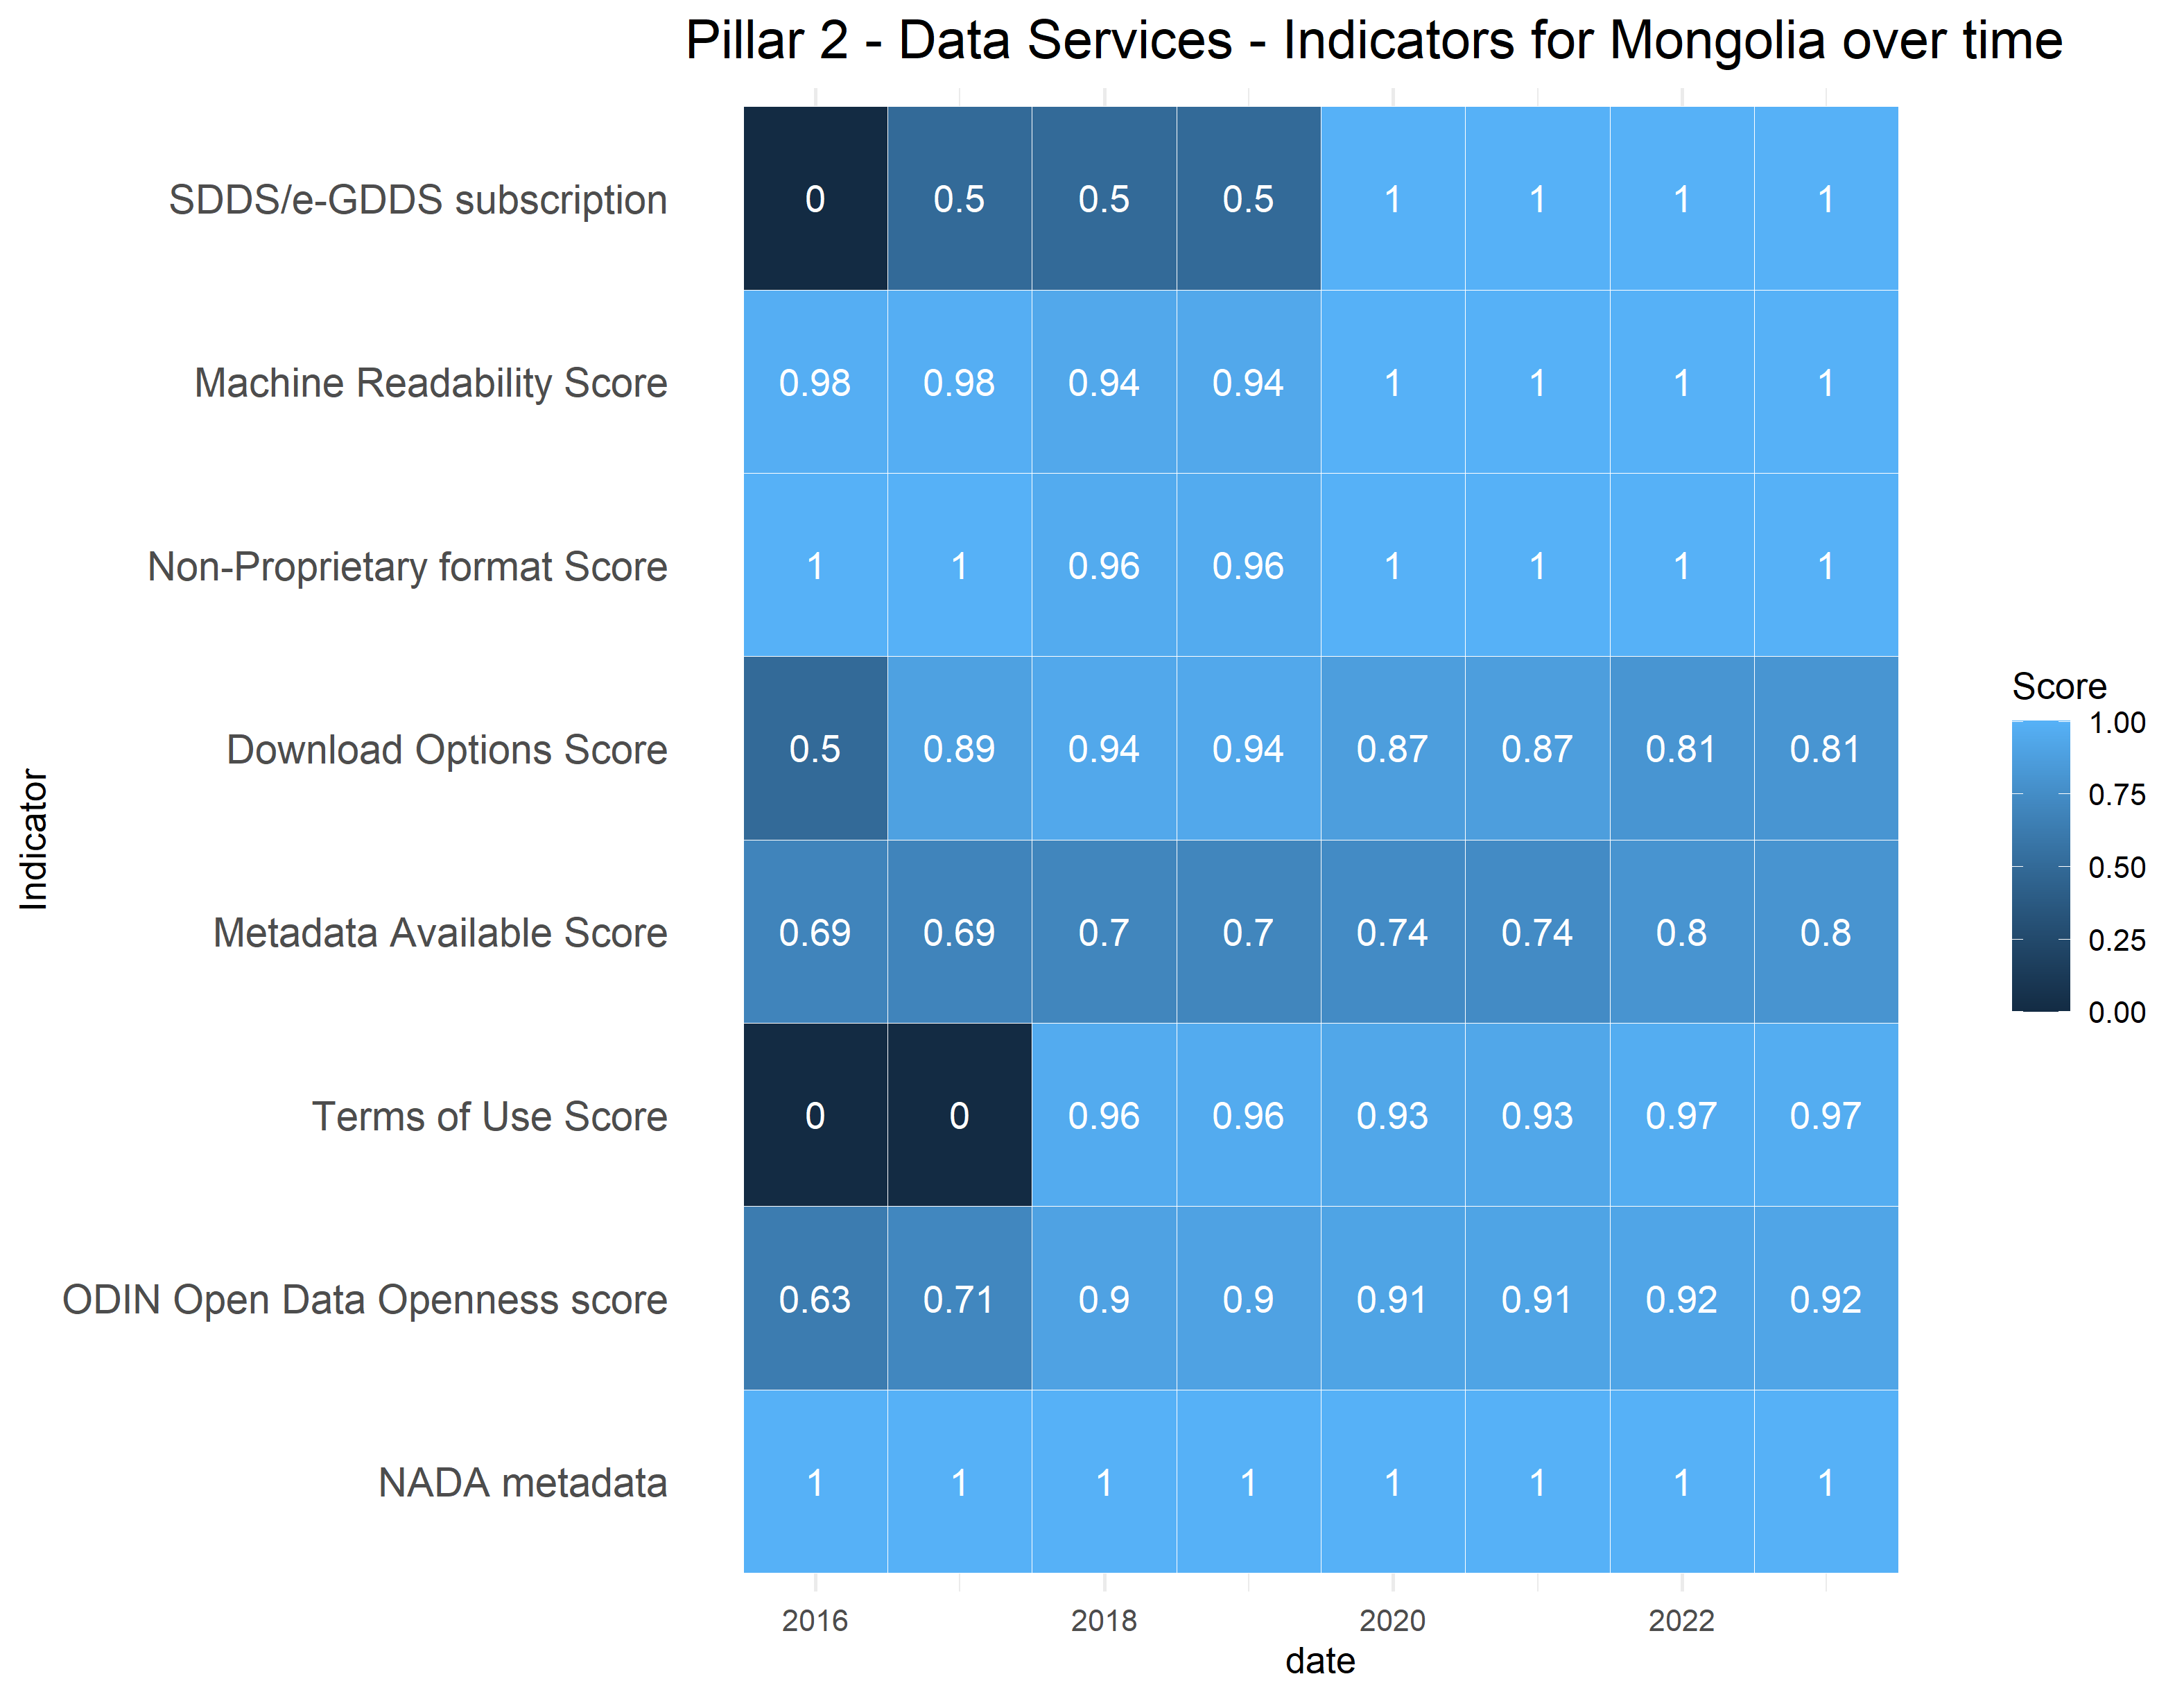 Pillar 2 - Data Services - Indicators for Mongolia over time
Indicator
SDDS/e-GDDS subscription 0 0.5 0.5 0.5 1 1 1 1
Machine Readability Score 0.98 0.98 0.94 0.94 1 1 1 1
Non-Proprietary format Score 1 1 0.96 0.96 1 1 1 1
Download Options Score 0.5 0.89 0.94 0.94 0.87 0.87 0.81 0.81
Metadata Available Score 0.69 0.69 0.7 0.7 0.74 0.74 0.8 0.8
Terms of Use Score 0 0 0.96 0.96 0.93 0.93 0.97 0.97
ODIN Open Data Openness score 0.63 0.71 0.9 0.9 0.91 0.91 0.92 0.92
NADA metadata 1 1 1 1 1 1 1 1
2016 2018 2020 2022
date
Score
1.00
0.75
0.50
0.25
0.00